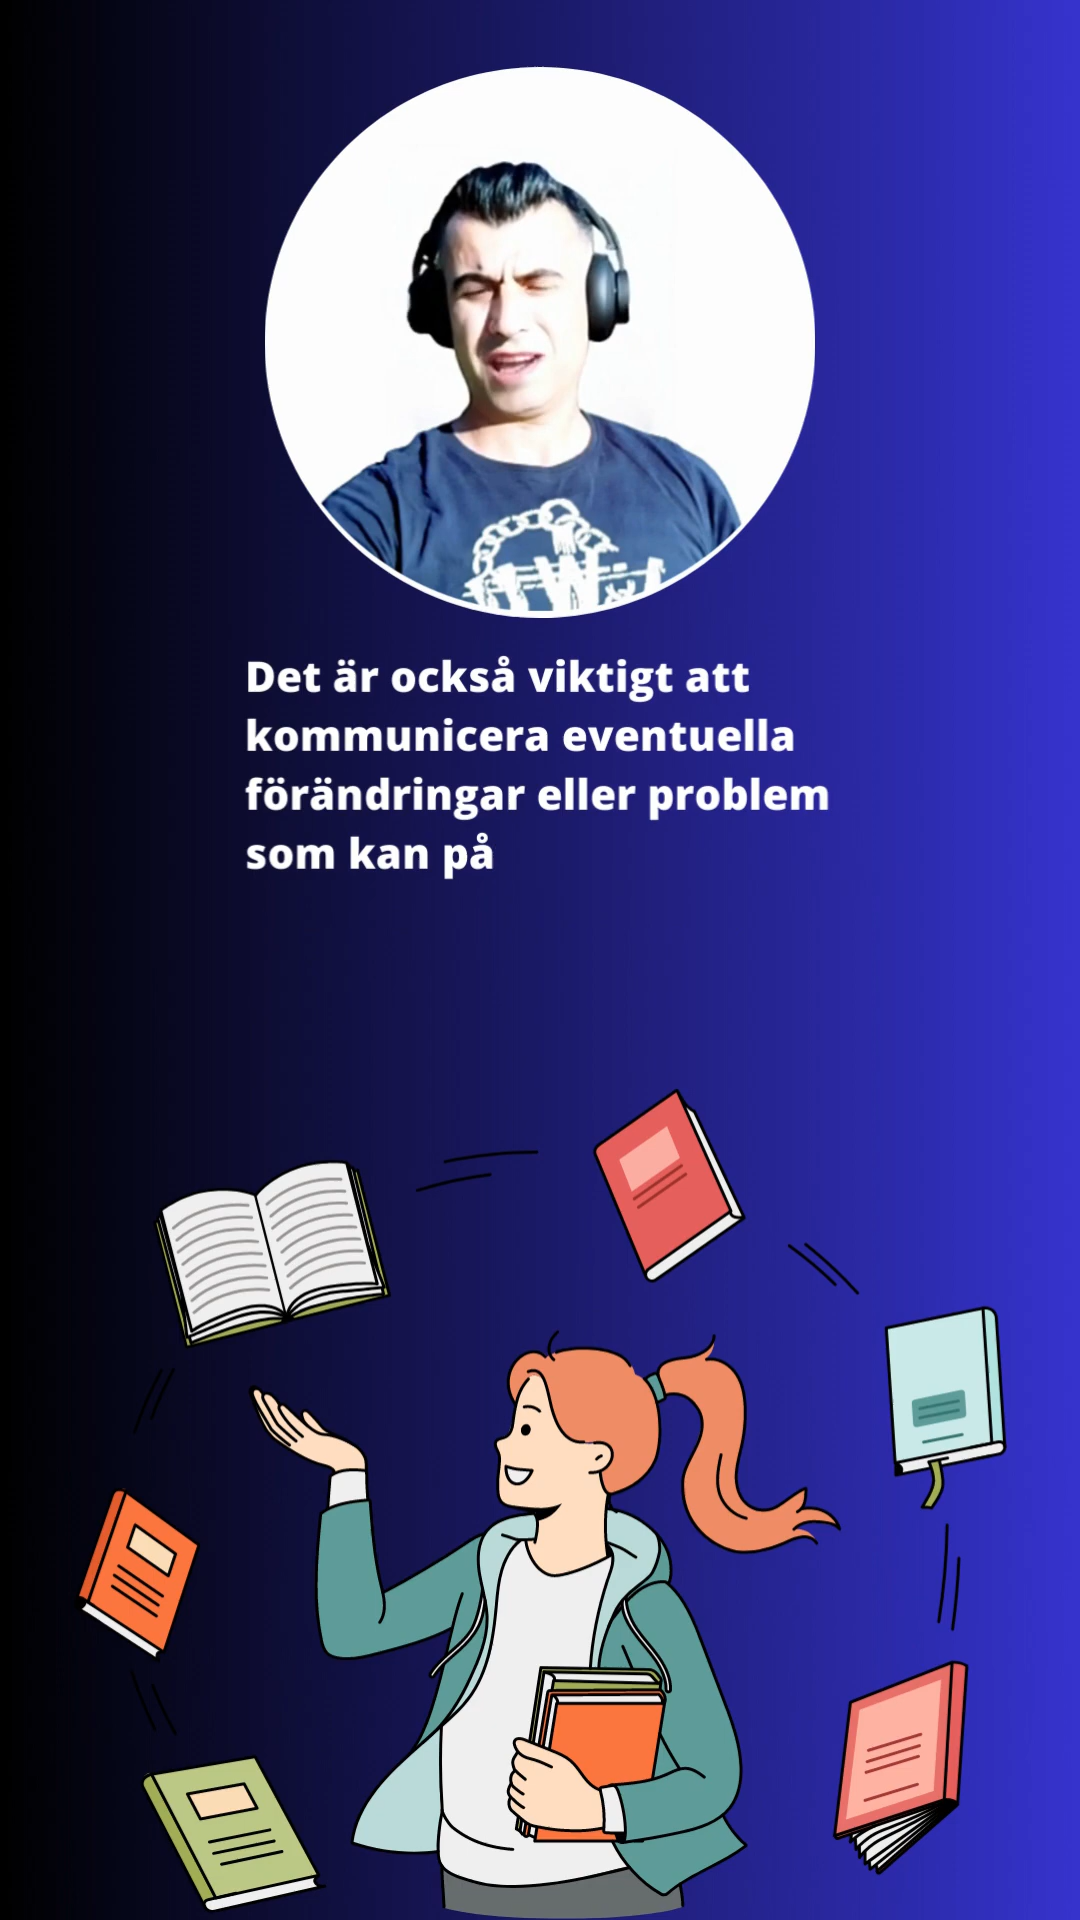 Det är också viktigt att
kommunicera eventuella
förändringar eller problem
som kan på